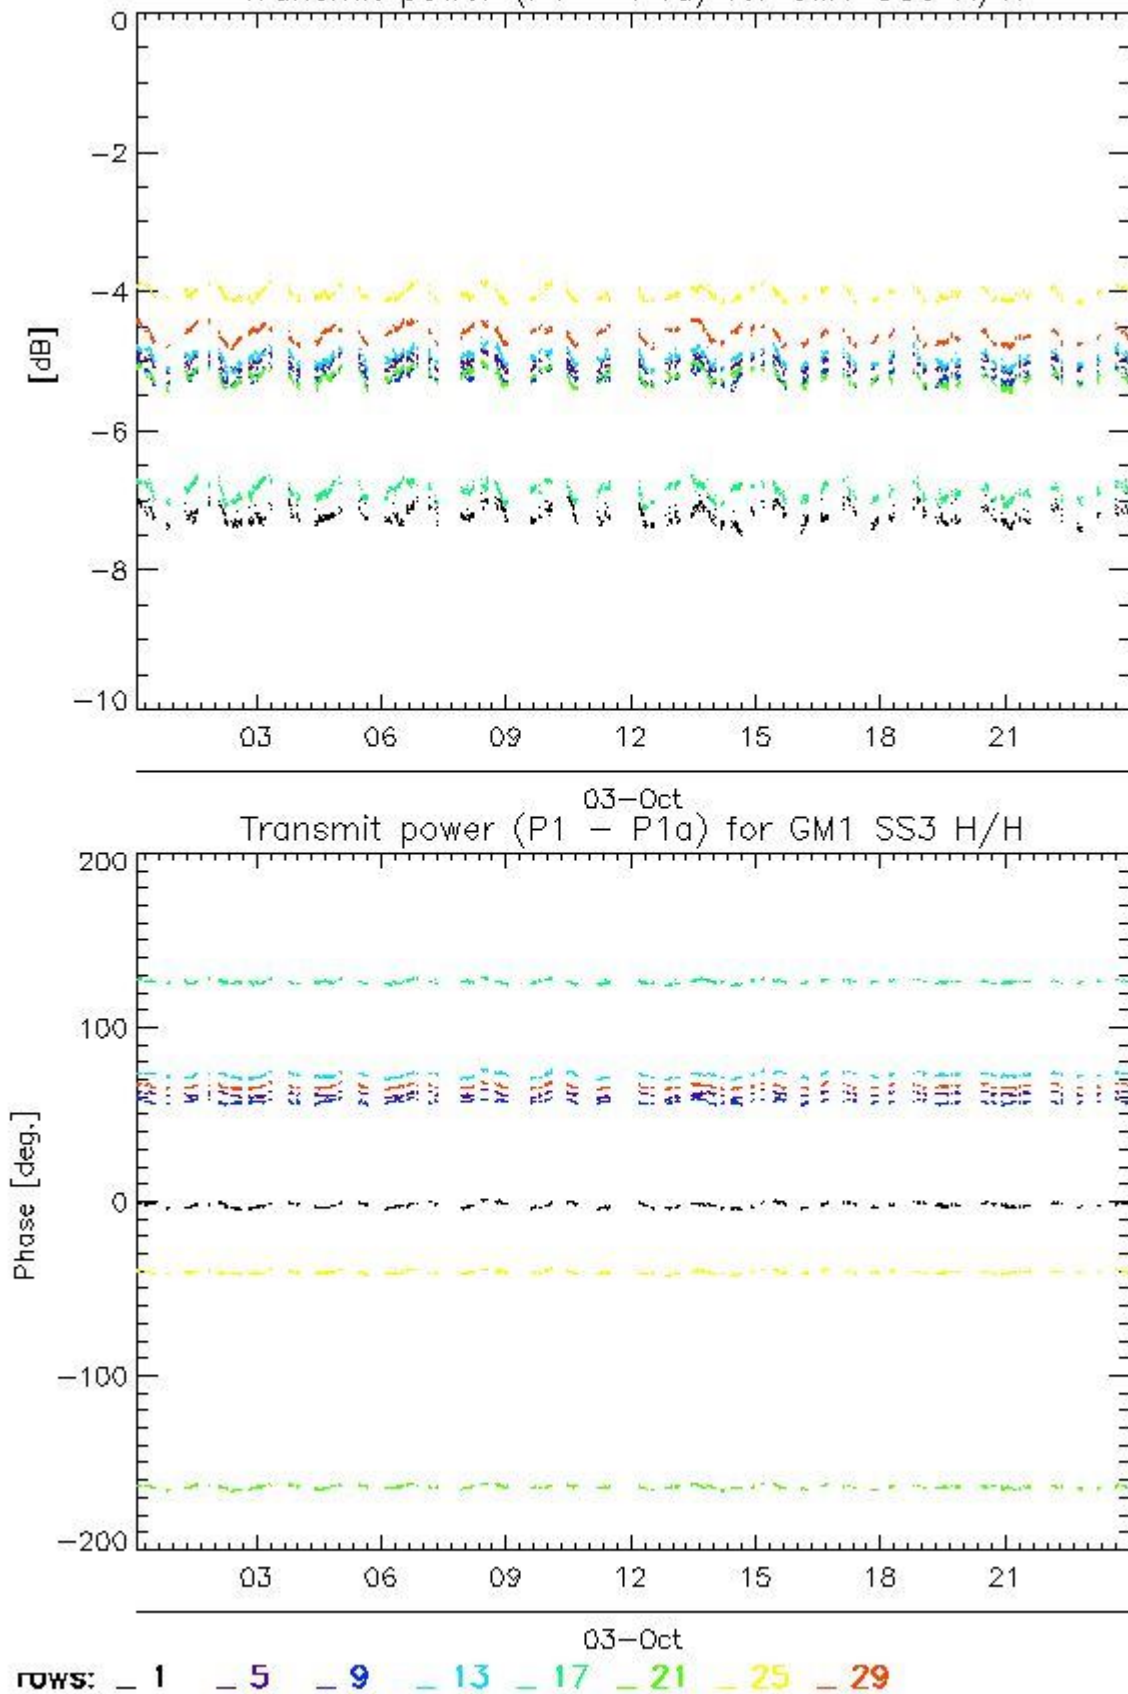 0
−2
−4
[dB]
−6
−8
−10
03 06 09 12 15 18 21
03−Oct
Transmit power (P1 − P1a) for GM1 SS3 H/H
200
100
0
Phase [deg.]
−100
−200
03 06 09 12 15 18 21
03−Oct
rows: _ 1 _ 5 _ 9 _ 13 _ 17 _ 21 _ 25 _ 29